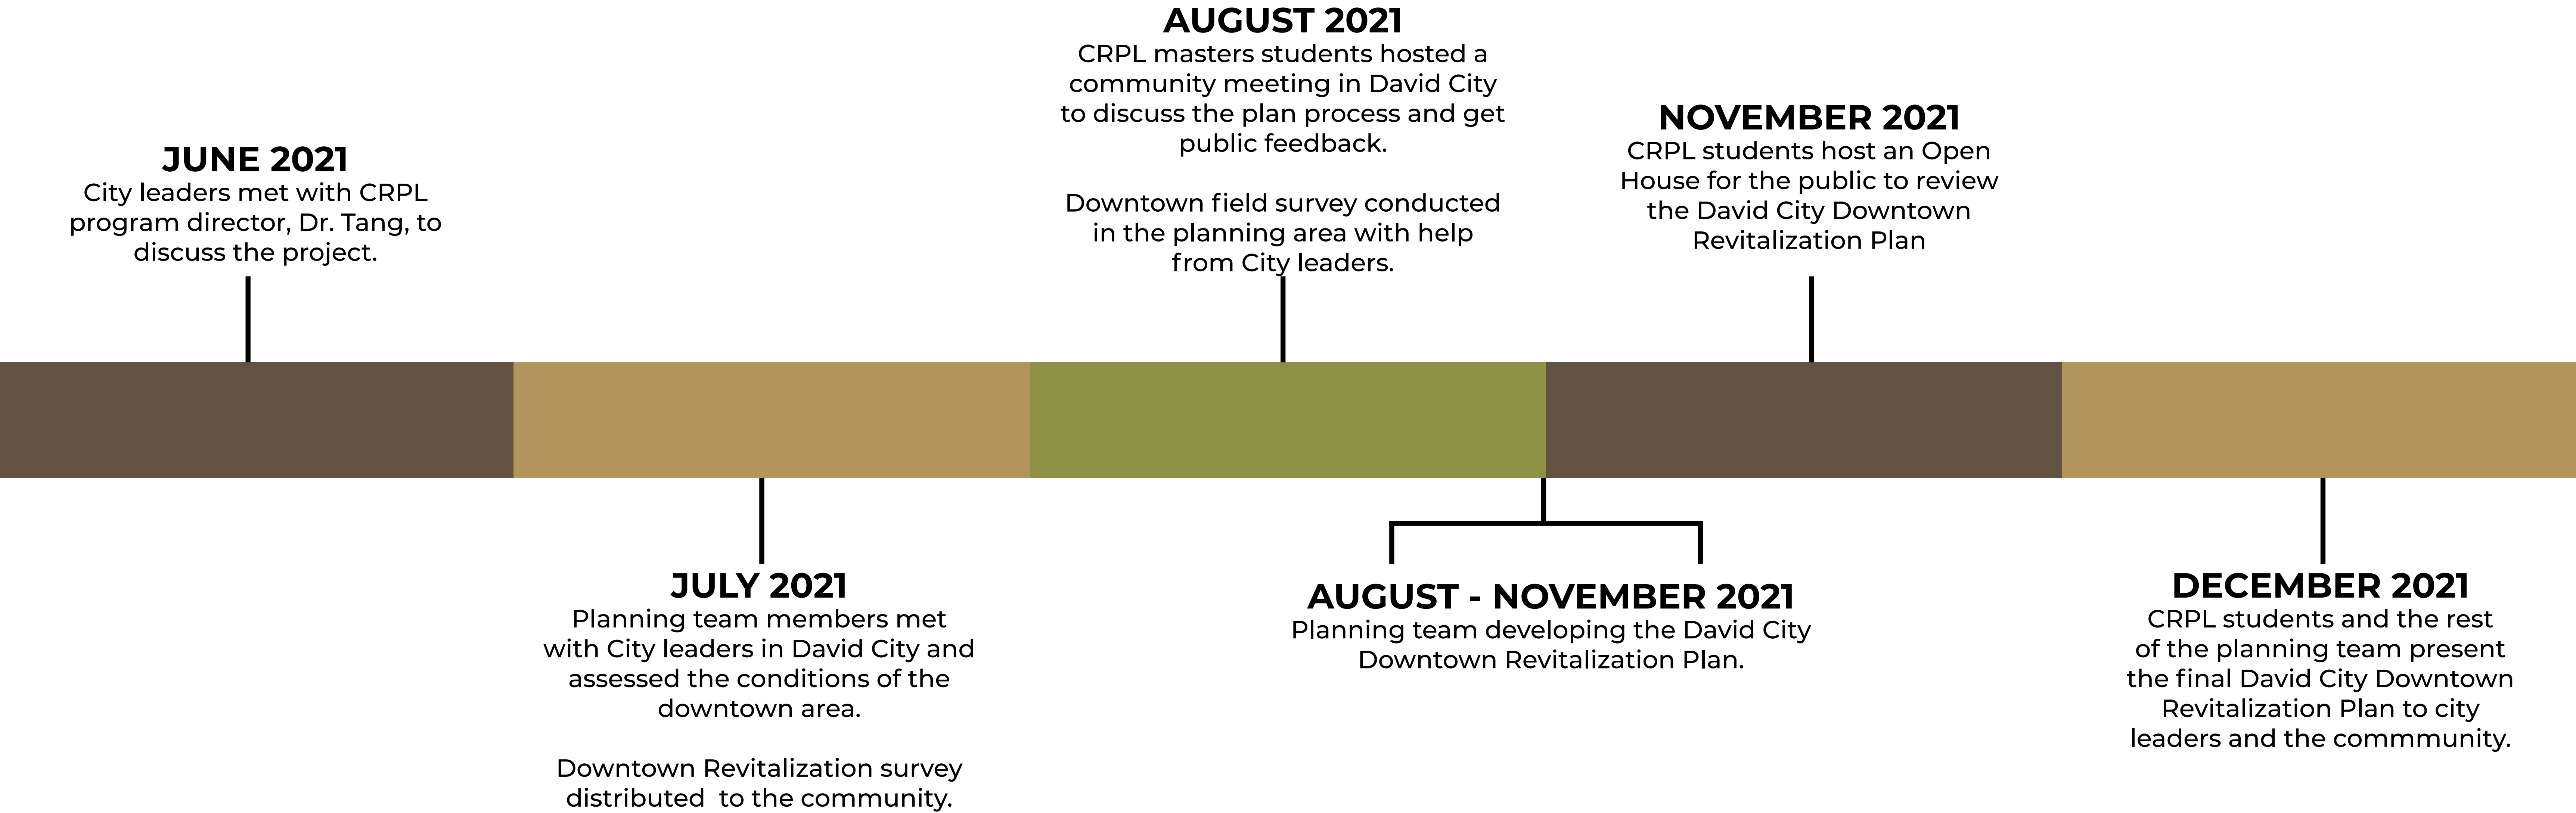 JUNE 2021
City leaders met with CRPL
program director, Dr. Tang, to
discuss the project.
JULY 2021
Planning team members met
with City leaders in David City and
assessed the conditions of the
downtown area.
Downtown Revitalization survey
distributed  to the community.
AUGUST 2021
CRPL masters students hosted a
community meeting in David City
to discuss the plan process and get
public feedback.
Downtown field survey conducted
in the planning area with help
from City leaders.
AUGUST - NOVEMBER 2021
Planning team developing the David City
Downtown Revitalization Plan.
NOVEMBER 2021
CRPL students host an Open
House for the public to review
the David City Downtown
Revitalization Plan
DECEMBER 2021
CRPL students and the rest
of the planning team present
the final David City Downtown
Revitalization Plan to city
leaders and the commmunity.